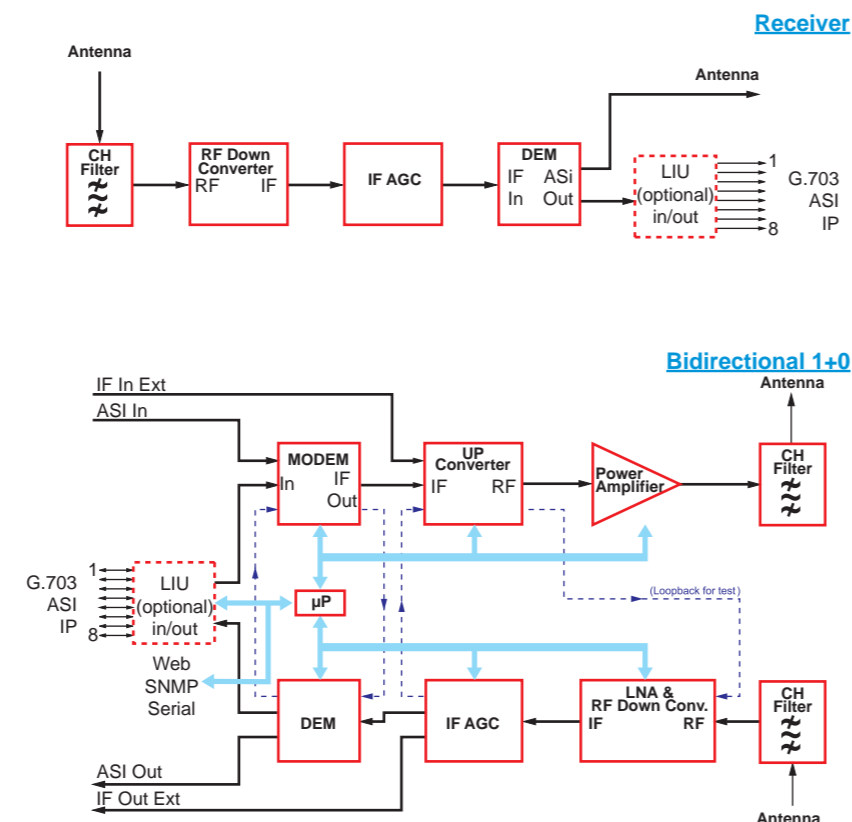 Receiver
Antenna
Antenna
CH
Filter
RF Down
Converter
RF IF
IF AGC
DEM
IF ASi
In Out
LIU
(optional)
in/out
1
8
G.703
ASI
IP
Bidirectional 1+0
Antenna
IF In Ext
ASI In
MODEM
In IF
Out
UP
Converter
IF RF
Power
Amplifier
CH
Filter
(Loopback for test)
G.703
ASI
IP
1
8
LIU
(optional)
in/out
µP
Web
SNMP
Serial
DEM
IF AGC
LNA &
RF Down Conv.
IF RF
CH
Filter
ASI Out
IF Out Ext
Antenna